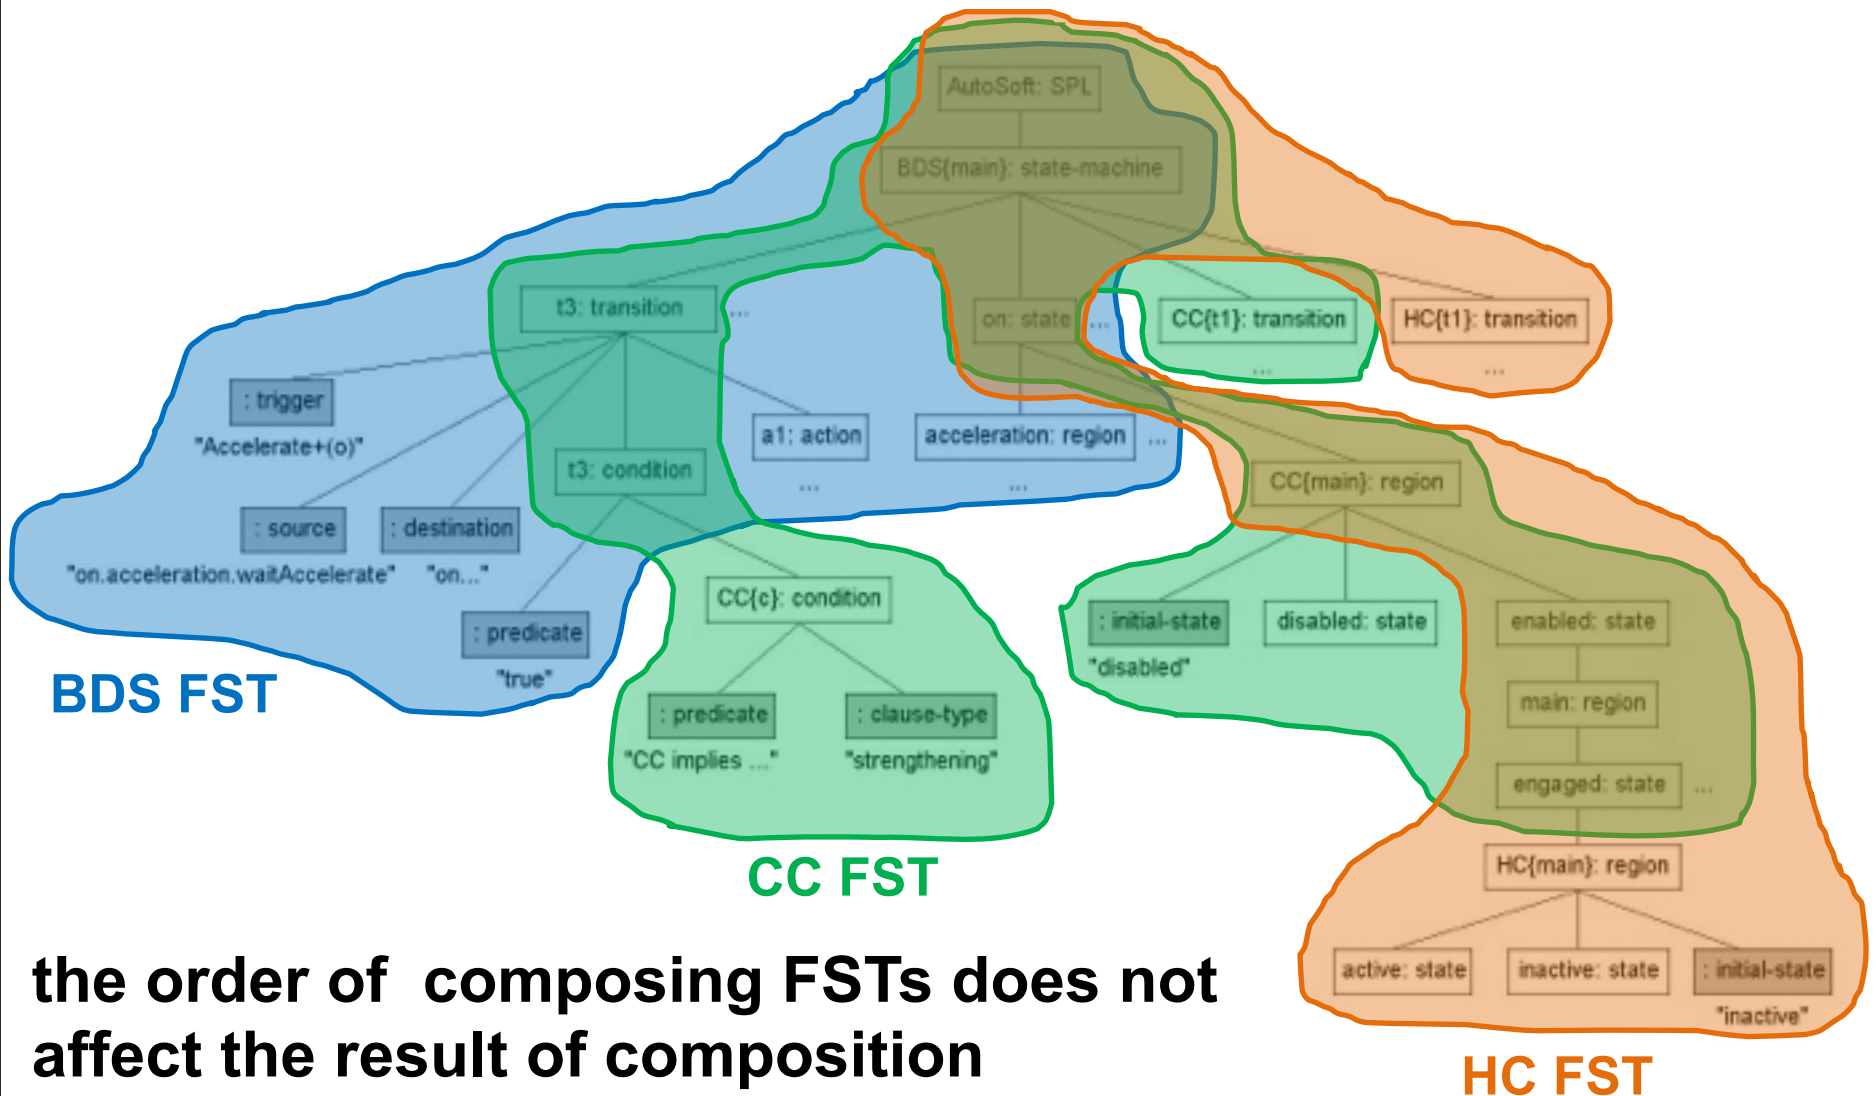 AutoSoft: SPL
BDS{main}: state-machine
t3: transition
...
on: state
...
CC{t1}: transition
...
HC{t1}: transition
...
: trigger
"Accelerate+(o)"
a1: action
...
acceleration: region
...
...
t3: condition
CC{main}: region
: source
"on.acceleration.waitAccelerate"
: destination
"on..."
: predicate
"true"
CC{c}: condition
: initial-state
"disabled"
disabled: state
enabled: state
main: region
: predicate
"CC implies ..."
: clause-type
"strengthening"
engaged: state
...
HC{main}: region
active: state
inactive: state
: initial-state
"inactive"
BDS FST
CC FST
HC FST
the order of composing FSTs does not
affect the result of composition